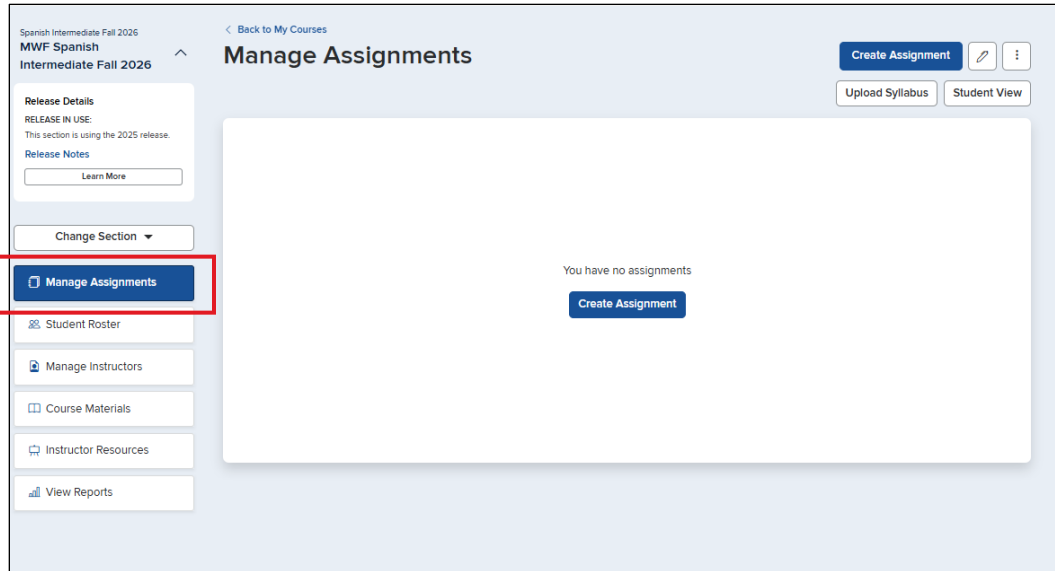 Spanish Intermediate Fall 2026
MWF Spanish
Intermediate Fall 2026
Release Details
RELEASE IN USE:
This section is using the 2025 release.
Release Notes
Learn More
Change Section
Manage Assignments
Student Roster
Manage Instructors
Course Materials
Instructor Resources
View Reports
Back to My Courses
Manage Assignments
Create Assignment
Upload Syllabus
Student View
You have no assignments
Create Assignment